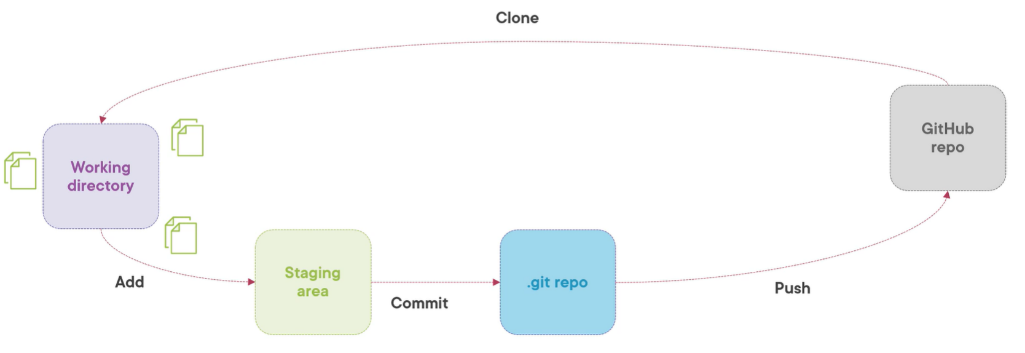 Clone
GitHub
repo
Working
directory
Add
Staging
area
Commit
.git repo
Push